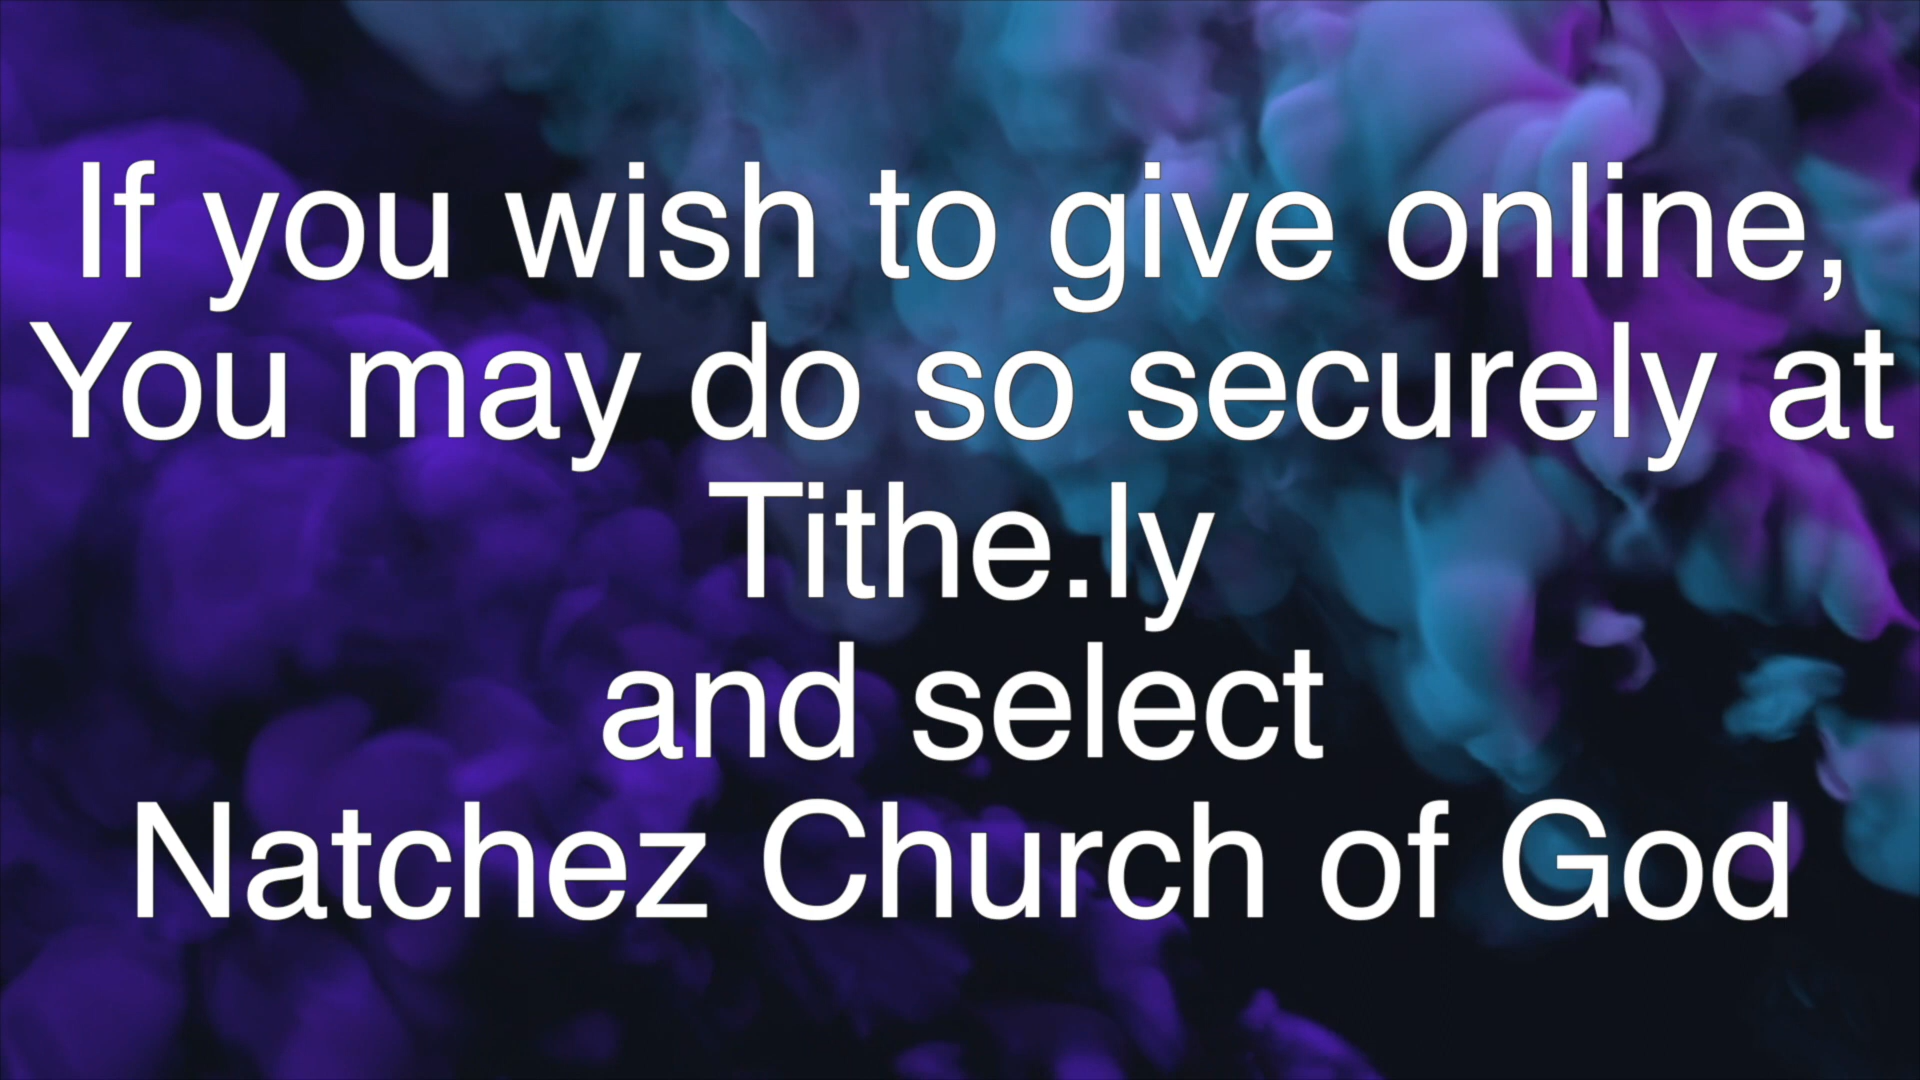 If you wish to give online,
You may do so securely at
Tithe.ly
and select
Natchez Church of God